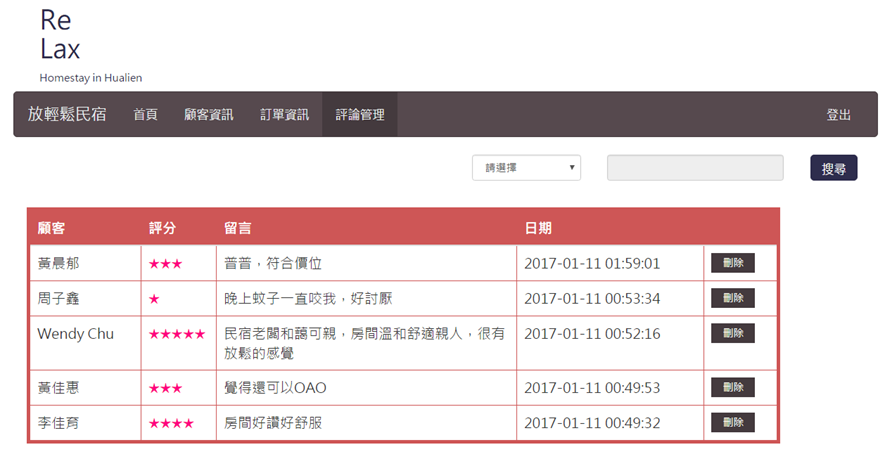 Re
Lax
Homestay in Hualien
放輕鬆民宿 首頁 顧客資訊 訂單資訊 評論管理 登出
請選擇 搜尋
顧客 評分 留言 日期
黃晨郁 ★★★ 普普，符合價位 2017-01-11 01:59:01 刪除
周子鑫 ★ 晚上蚊子一直咬我，好討厭 2017-01-11 00:53:34 刪除
Wendy Chu ★★★★★ 民宿老闆和藹可親，房間溫和舒適親人，很有 2017-01-11 00:52:16 刪除
放鬆的感覺
黃佳惠 ★★★ 覺得還可以OAO 2017-01-11 00:49:53 刪除
李佳育 ★★★★ 房間好讚好舒服 2017-01-11 00:49:32 刪除